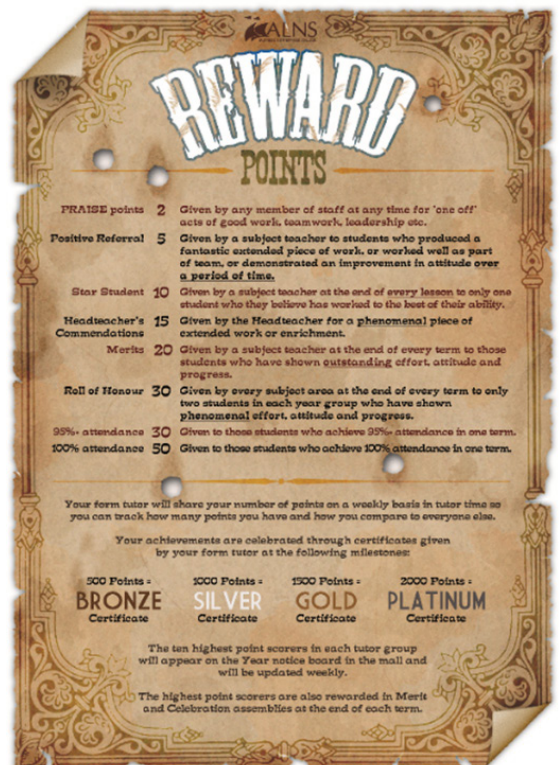 KALNS
REWARD
POINTS
PRAISE points 2 Given by any member of staff at any time for 'one off'
acts of good work, teamwork, leadership etc.
Positive Referral 5 Given by a subject teacher to students who produced a
fantastic extended piece of work, or worked well as part
of team, or demonstrated an improvement in attitude over
a period of time.
Star Student 10 Given by a subject teacher at the end of every lesson to only one
student who they believe has worked to the best of their ability.
Headteacher's 15 Given by the Headteacher for a phenomenal piece of
Commendations extended work or enrichment.
Merits 20 Given by a subject teacher at the end of every term to those
students who have shown outstanding effort, attitude and
progress.
Roll of Honour 30 Given by every subject area at the end of every term to only
two students in each year group who have shown
phenomenal effort, attitude and progress.
95%+ attendance 30 Given to those students who achieve 95%+ attendance in one term.
100% attendance 50 Given to those students who achieve 100% attendance in one term.
Your form tutor will share your number of points on a weekly basis in tutor time so
you can track how many points you have and how you compare to everyone else.
Your achievements are celebrated through certificates given
by your form tutor at the following milestones:
500 Points = 1000 Points = 1500 Points = 2000 Points =
BRONZE SILVER GOLD PLATINUM
Certificate Certificate Certificate Certificate
The ten highest point scorers in each tutor group
will appear on the Year notice board in the mall and
will be updated weekly.
The highest point scorers are also rewarded in Merit
and Celebration assemblies at the end of each term.